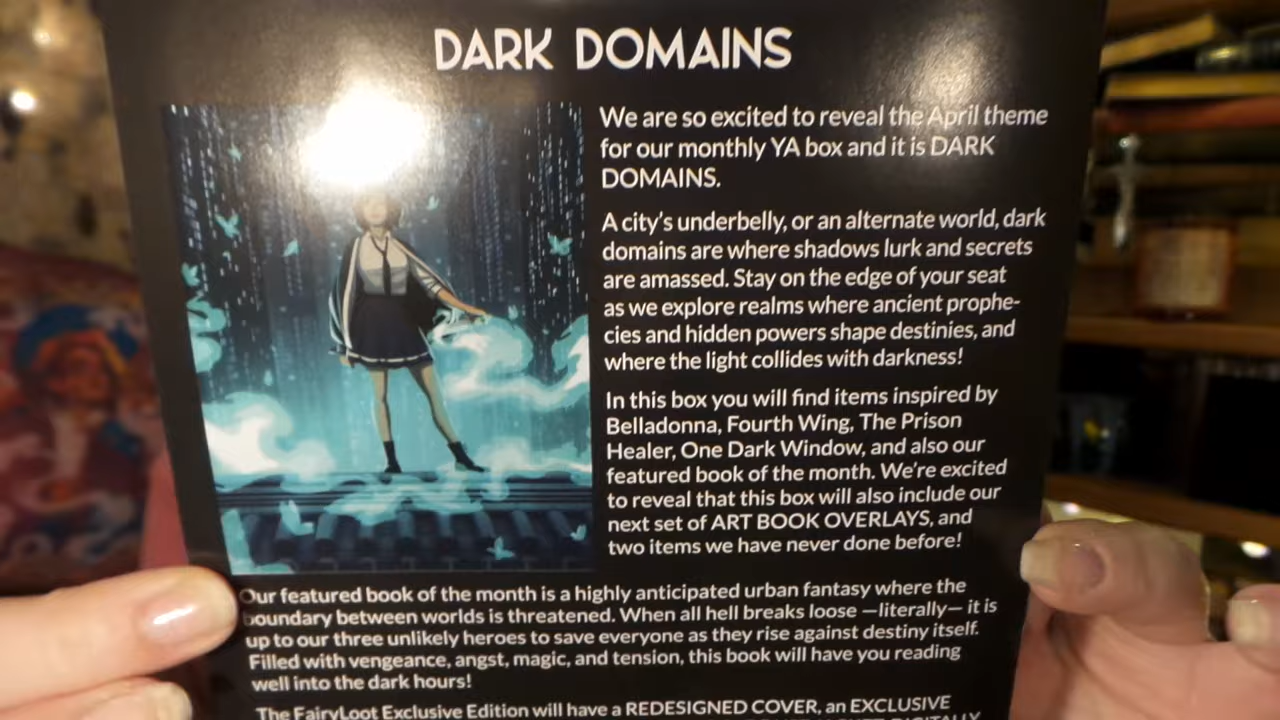 DARK DOMAINS
We are so excited to reveal the April theme
for our monthly YA box and it is DARK
DOMAINS.
A city's underbelly, or an alternate world, dark
domains are where shadows lurk and secrets
are amassed. Stay on the edge of your seat
as we explore realms where ancient prophe-
cies and hidden powers shape destinies, and
where the light collides with darkness!
In this box you will find items inspired by
Belladonna, Fourth Wing, The Prison
Healer, One Dark Window, and also our
featured book of the month. We're excited
to reveal that this box will also include our
next set of ART BOOK OVERLAYS, and
two items we have never done before!
Our featured book of the month is a highly anticipated urban fantasy where the
boundary between worlds is threatened. When all hell breaks loose —literally— it is
up to our three unlikely heroes to save everyone as they rise against destiny itself.
Filled with vengeance, angst, magic, and tension, this book will have you reading
well into the dark hours!
The FairyLoot Exclusive Edition will have a REDESIGNED COVER, an EXCLUSIVE